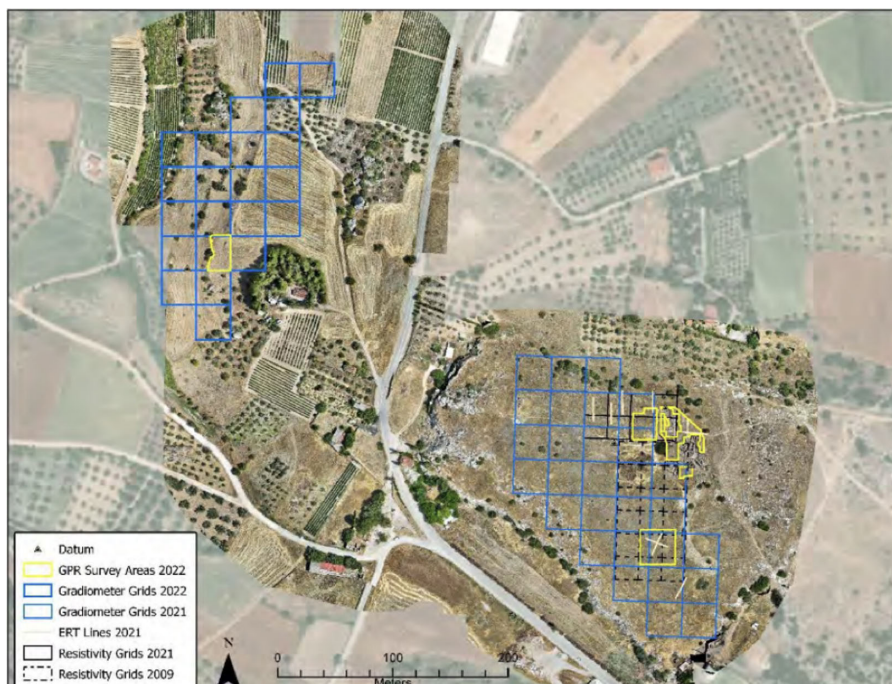 Datum
GPR Survey Areas 2022
Gradiometer Grids 2022
Gradiometer Grids 2021
ERT Lines 2021
Resistivity Grids 2021
Resistivity Grids 2009
N
0 100 200
Meters